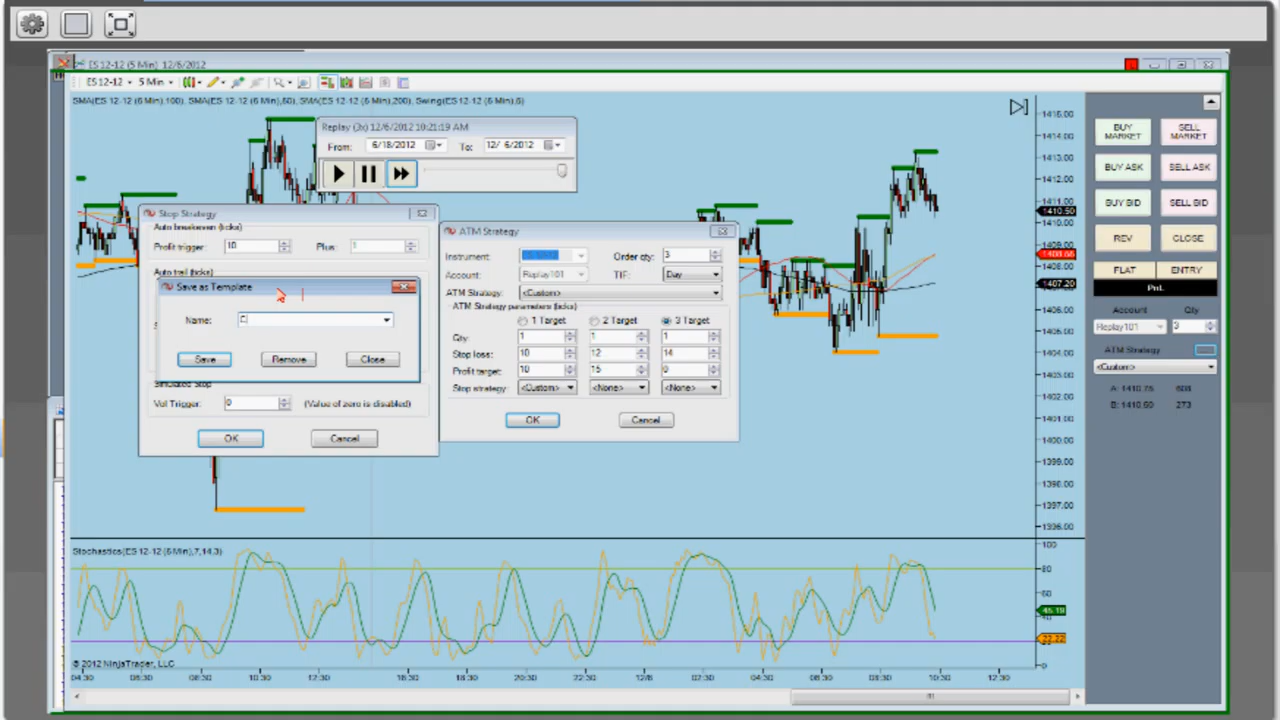 ES 12-12 (5 Min) 12/6/2012
ES 12-12 5 Min
SMA(ES 12-12 (5 Min),100), SMA(ES 12-12 (5 Min),50), SMA(ES 12-12 (5 Min),200), Swing(ES 12-12 (5 Min),5)
Replay (3x) 12/6/2012 10:21:19 AM
From: 6/18/2012 To: 12/ 6/2012
Stop Strategy
Auto breakeven (ticks)
Profit trigger: 10 Plus: 1
Auto trail (ticks)
Save as Template
Name: C
Save Remove Close
Simulated Stop
Vol Trigger: 0 (Value of zero is disabled)
OK Cancel
ATM Strategy
Instrument: Order qty: 3
Account: Replay101 TIF: Day
ATM Strategy: <Custom>
ATM Strategy parameters (ticks)
1 Target 2 Target 3 Target
Qty: 1 1 1
Stop loss: 10 12 14
Profit target: 10 15 0
Stop strategy: <Custom> <None> <None>
OK Cancel
1415.00
1414.00
1413.00
1411.00
1410.50
1410.00
1409.00
1408.00
1407.20
1406.00
1405.00
1404.00
1403.00
1402.00
1401.00
1400.00
1399.00
1398.00
1397.00
1396.00
BUY MARKET SELL MARKET
BUY ASK SELL ASK
BUY BID SELL BID
REV CLOSE
FLAT ENTRY
PnL
Account Qty
Replay101 3
ATM Strategy
<Custom>
A: 1410.75 608
B: 1410.50 273
Stochastics(ES 12-12 (5 Min),7,14,3)
100
80
60
45.19
22.22
0
© 2012 NinjaTrader, LLC
04:30 06:30 08:30 10:30 16:30 18:30 20:30 22:30 12/6 02:30 04:30 06:30 08:30 10:30 12:30